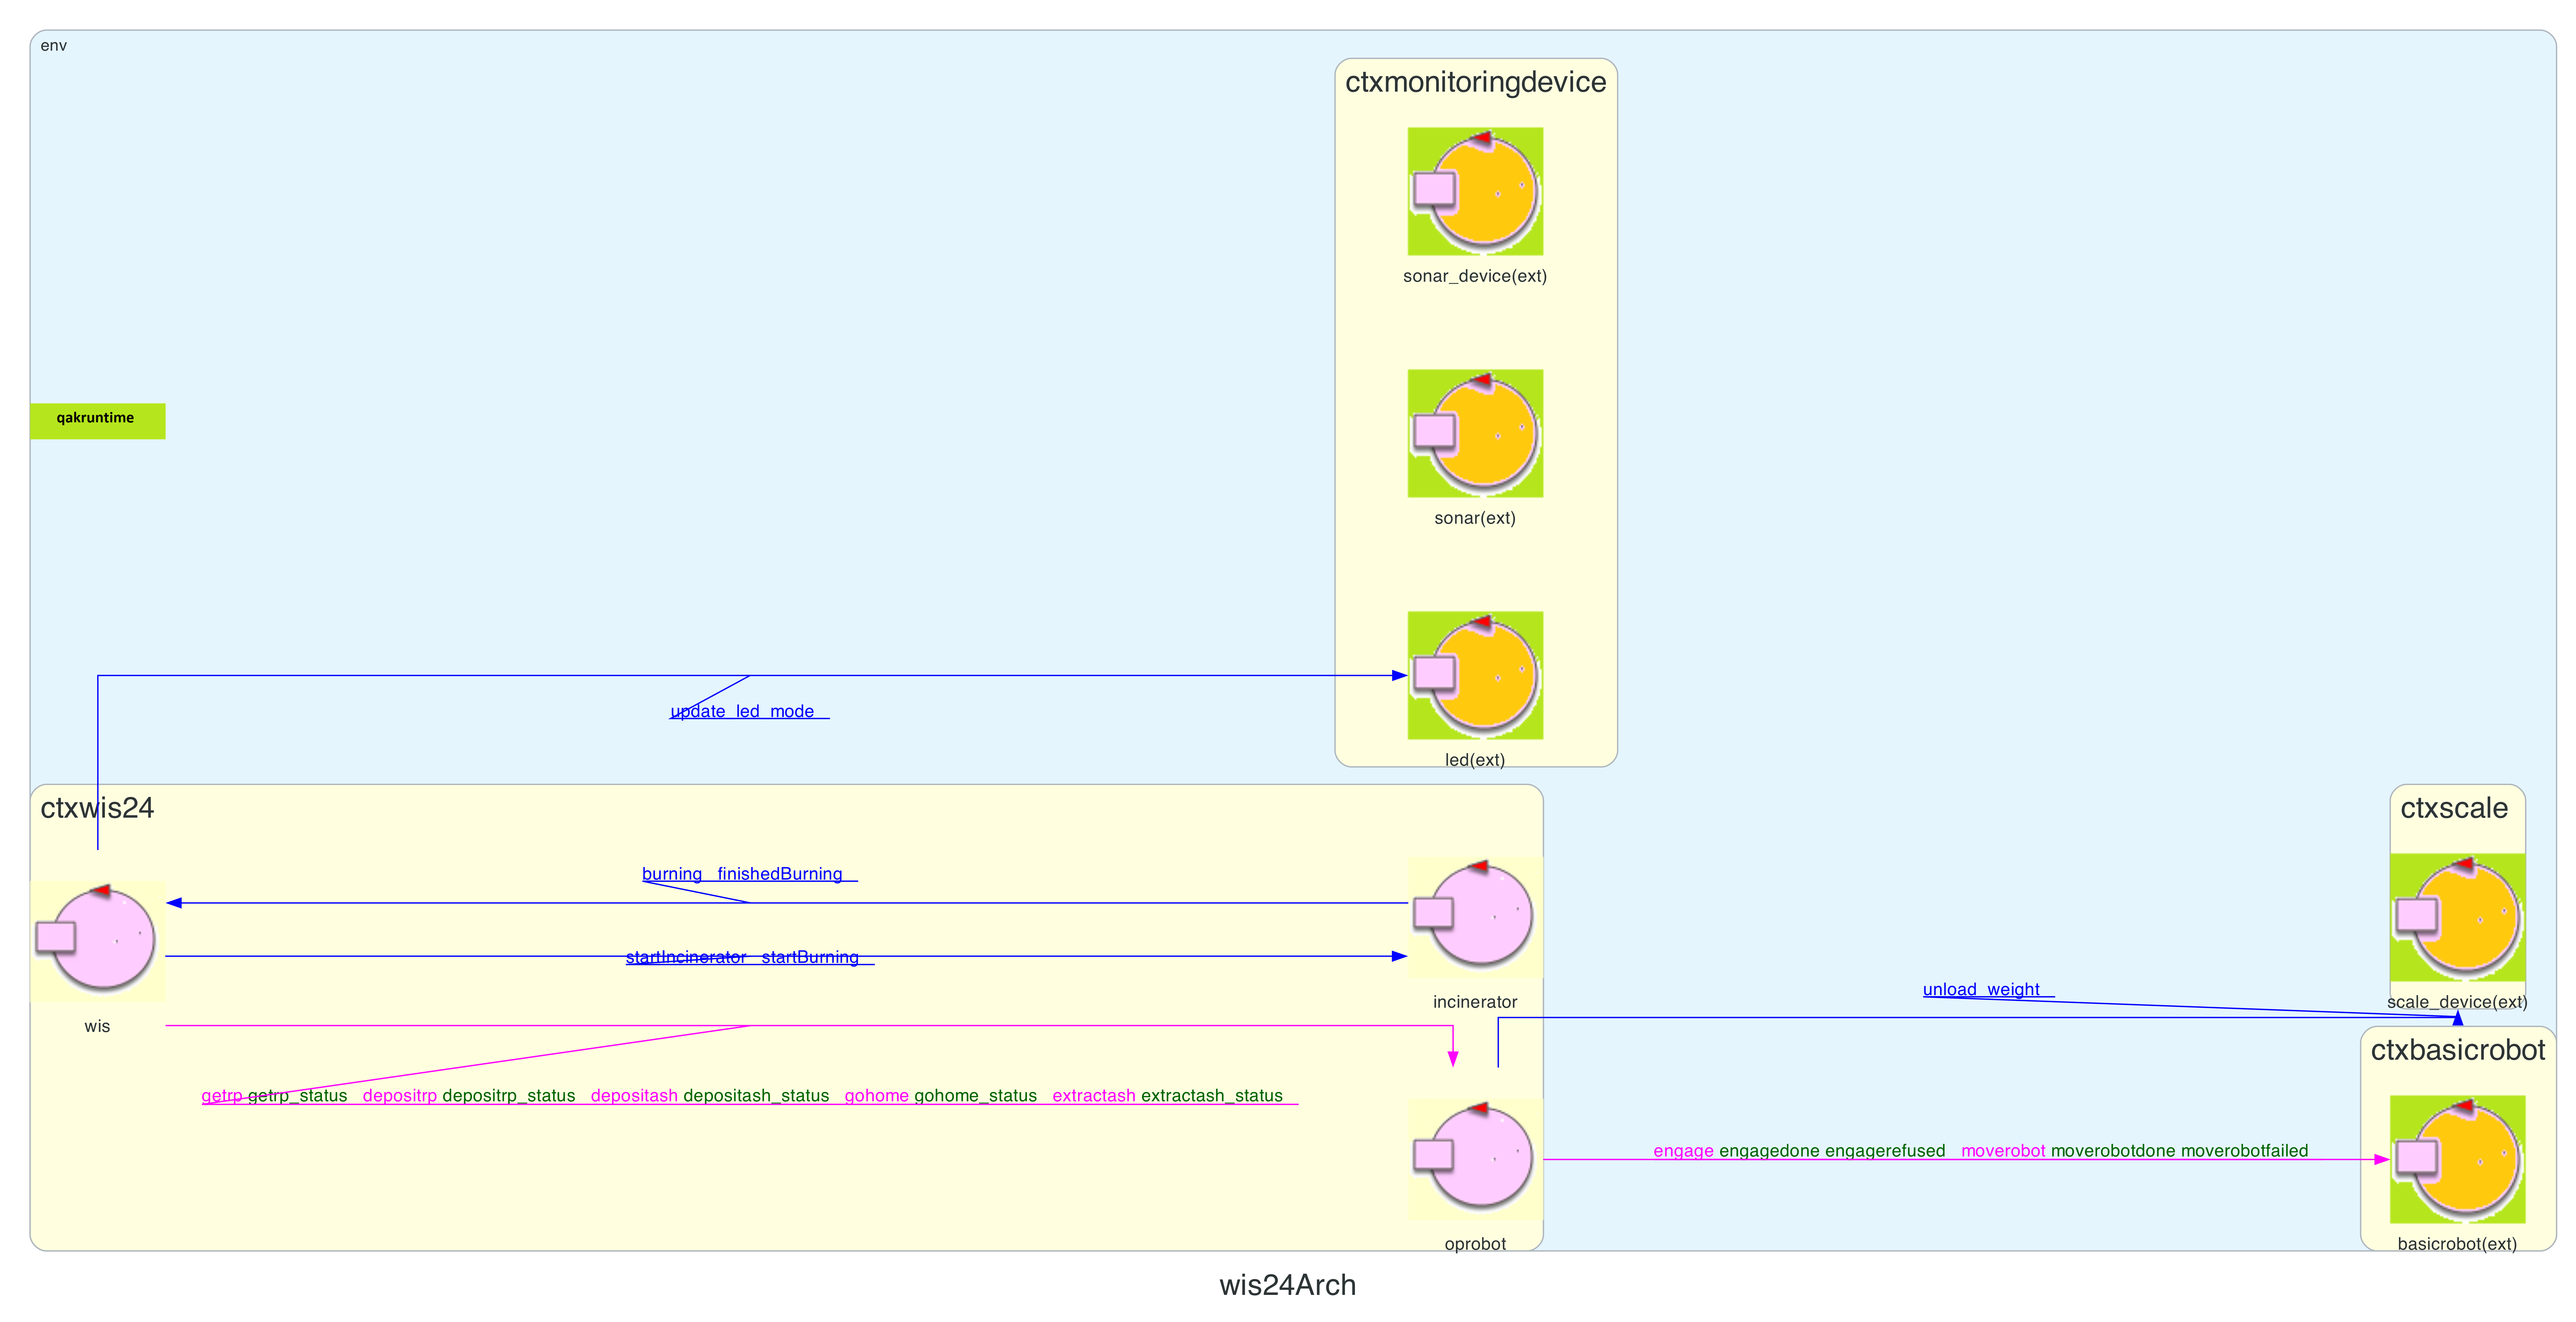 env
ctxmonitoringdevice
sonar_device(ext)
qakruntime
sonar(ext)
update_led_mode
led(ext)
ctxwis24
ctxscale
burning finishedBurning
startIncinerator startBurning
unload_weight
incinerator
scale_device(ext)
wis
ctxbasicrobot
getrp getrp_status depositrp depositrp_status depositash depositash_status gohome gohome_status extractash extractash_status
engage engagedone engagerefused moverobot moverobotdone moverobotfailed
oprobot
basicrobot(ext)
wis24Arch